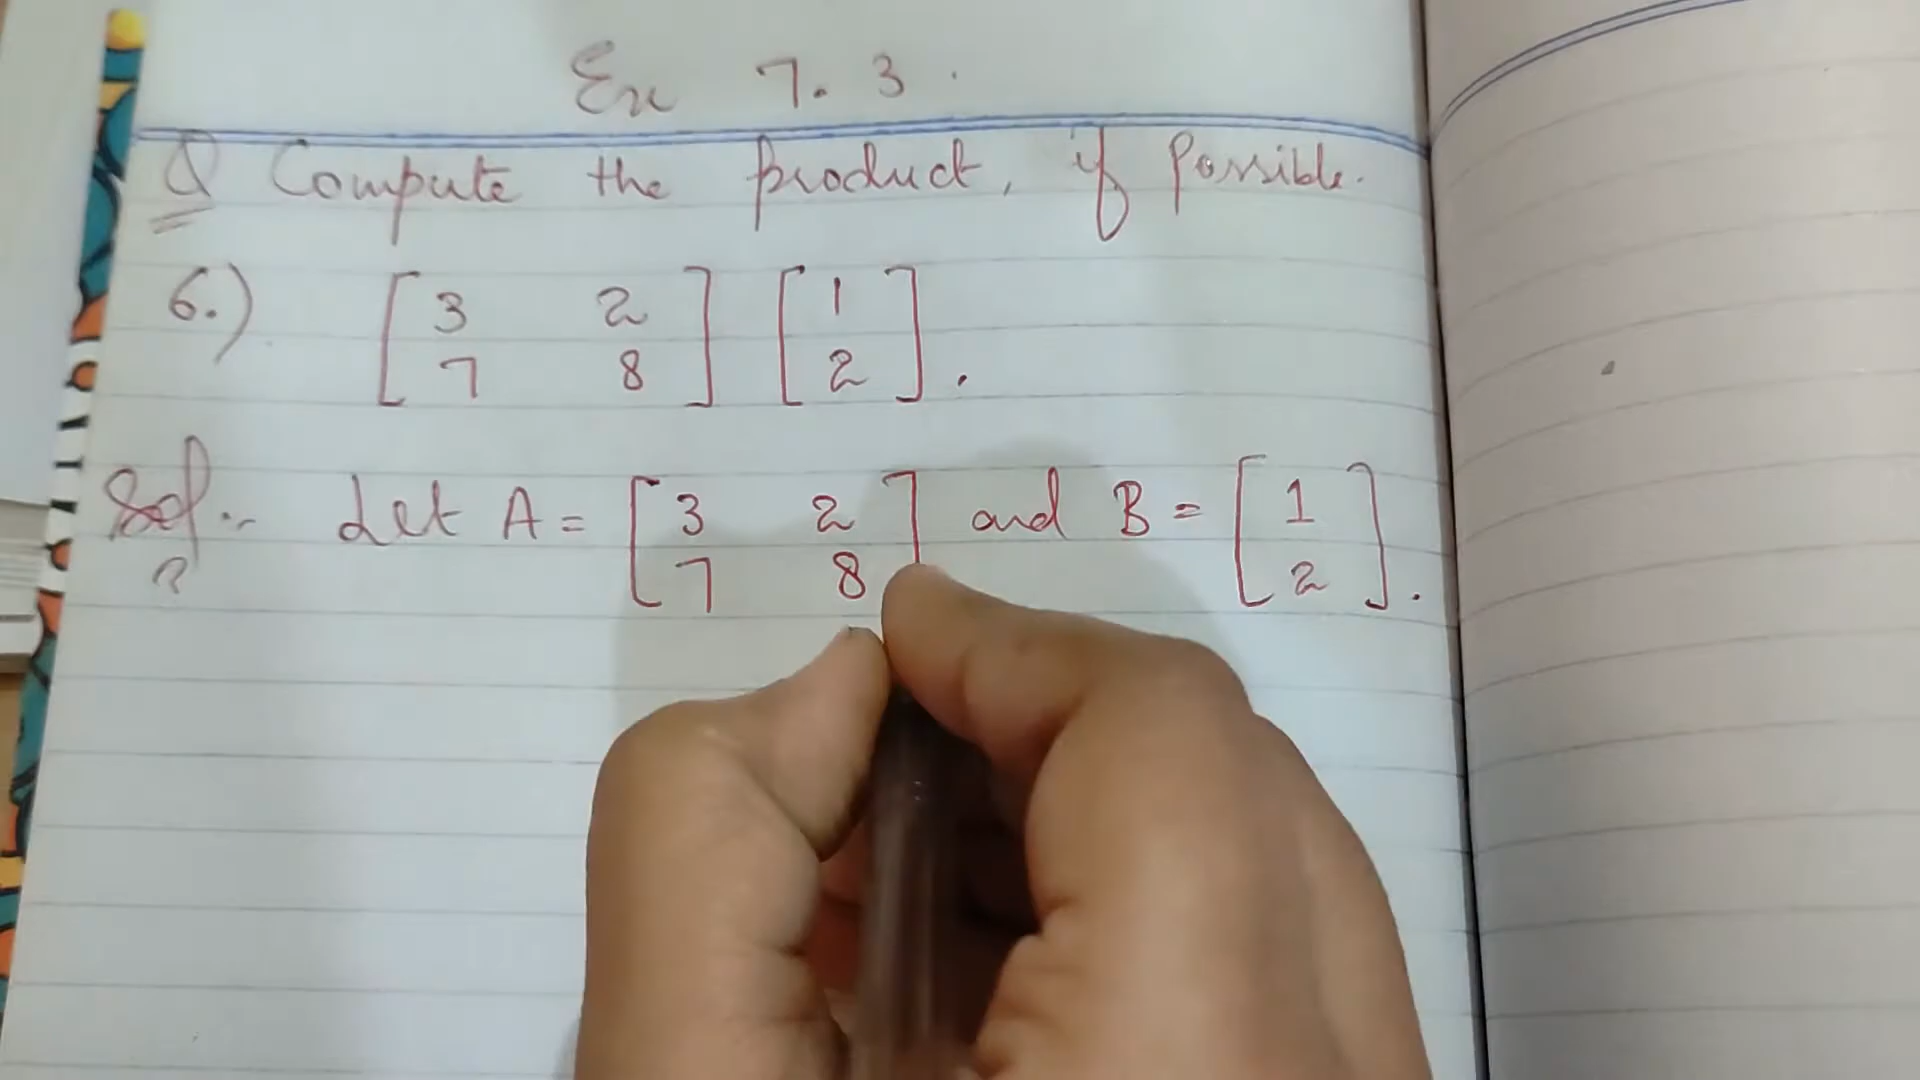 Ex 7.3.
Q Compute the product, if possible.
6.) [3 2
7 8] [1
2].
Sol:- Let A = [3 2
7 8] and B = [1
2].